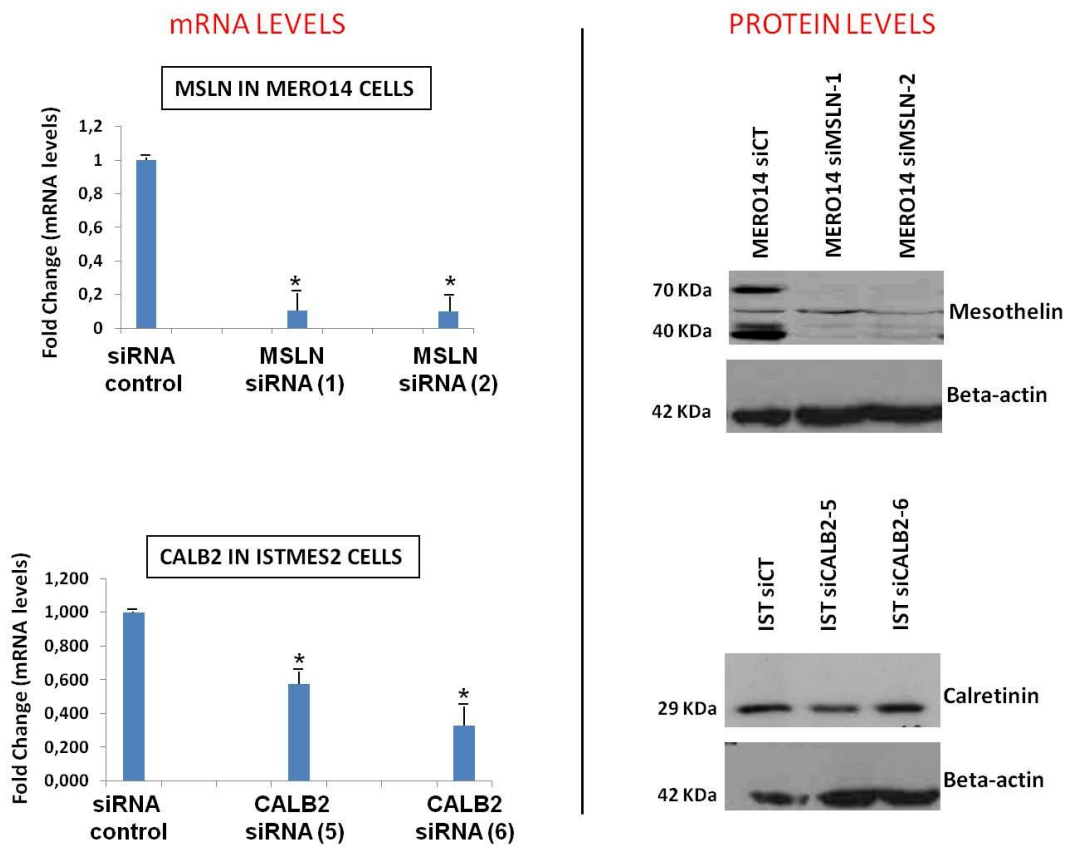 mRNA LEVELS
MSLN IN MERO14 CELLS
Fold Change (mRNA levels)
1,2
1
0,8
0,6
0,4
0,2
0
*
*
siRNA control
MSLN siRNA (1)
MSLN siRNA (2)
CALB2 IN ISTMES2 CELLS
Fold Change (mRNA levels)
1,200
1,000
0,800
0,600
0,400
0,200
0,000
*
*
siRNA control
CALB2 siRNA (5)
CALB2 siRNA (6)
PROTEIN LEVELS
MERO14 siCT
MERO14 siMSLN-1
MERO14 siMSLN-2
70 KDa
40 KDa
Mesothelin
42 KDa
Beta-actin
IST siCT
IST siCALB2-5
IST siCALB2-6
29 KDa
Calretinin
42 KDa
Beta-actin